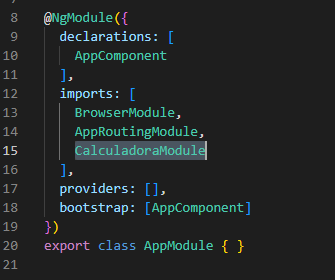 8 @NgModule({
9 declarations: [
10 AppComponent
11 ],
12 imports: [
13 BrowserModule,
14 AppRoutingModule,
15 CalculadoraModule
16 ],
17 providers: [],
18 bootstrap: [AppComponent]
19 })
20 export class AppModule { }
21